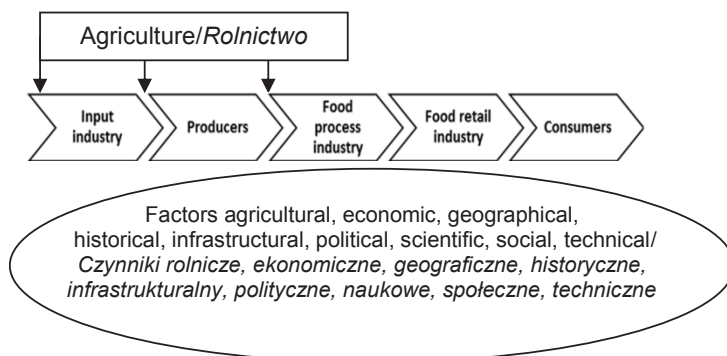 Agriculture/Rolnictwo
Input
industry
Producers
Food
process
industry
Food retail
industry
Consumers
Factors agricultural, economic, geographical,
historical, infrastructural, political, scientific, social, technical/
Czynniki rolnicze, ekonomiczne, geograficzne, historyczne,
infrastrukturalny, polityczne, naukowe, społeczne, techniczne